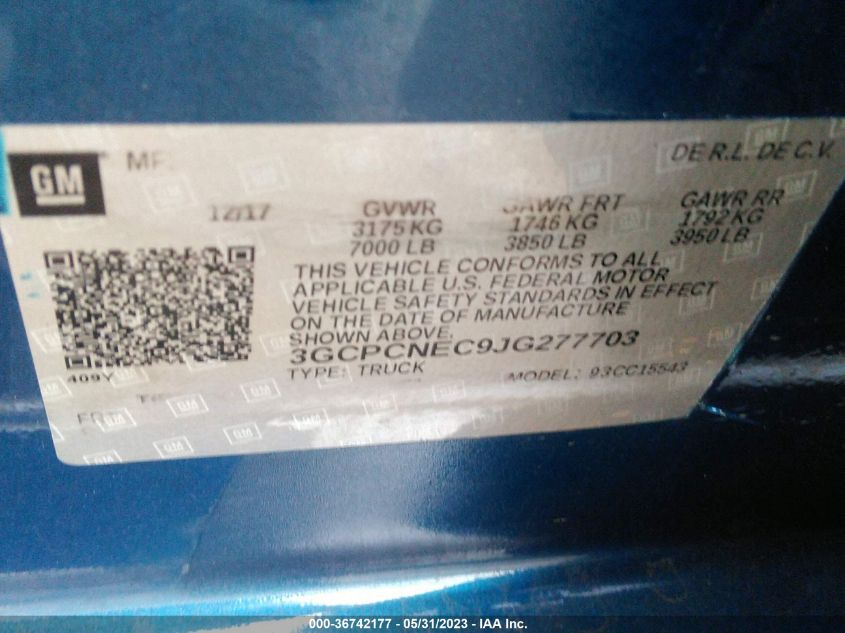 GM
DE R.L. DE C.V.
12/17 GVWR GAWR FRT GAWR RR
3175 KG 1746 KG 1792 KG
7000 LB 3850 LB 3950 LB
THIS VEHICLE CONFORMS TO ALL
APPLICABLE U.S. FEDERAL MOTOR
VEHICLE SAFETY STANDARDS IN EFFECT
ON THE DATE OF MANUFACTURE
SHOWN ABOVE.
3GCPCNEC9JG277703
TYPE: TRUCK MODEL: 93CC15543
409Y
000-36742177 - 05/31/2023 - IAA Inc.